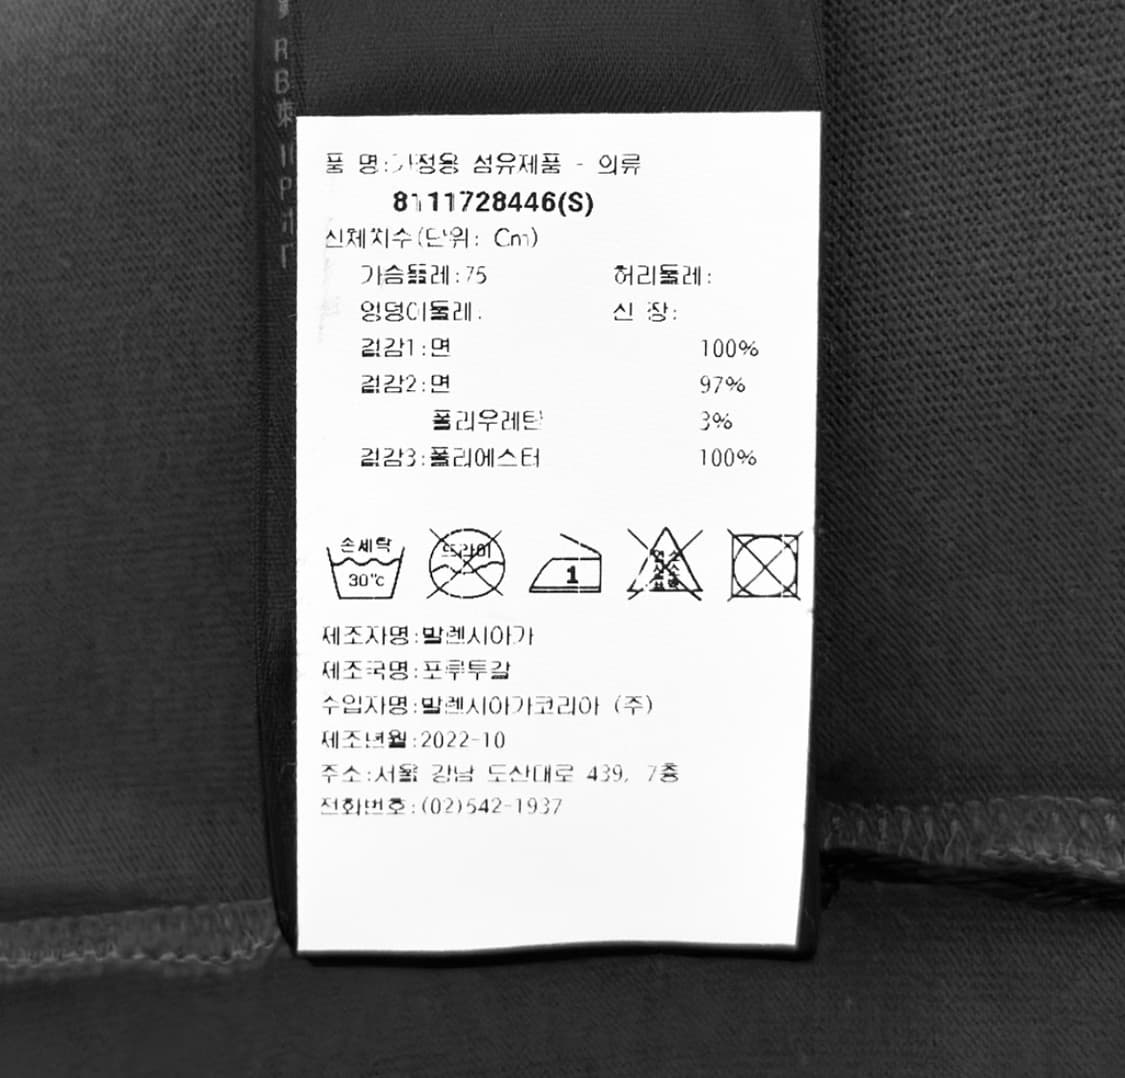 품 명:가정용 섬유제품 - 의류
8111728446(S)
신체치수(단위: Cm)
가슴둘레:75 허리둘레:
엉덩이둘레: 신 장:
겉감1:면 100%
겉감2:면 97%
폴리우레탄 3%
겉감3:폴리에스터 100%
손세탁 드라이
30°c 1
제조자명:발렌시아가
제조국명:포루투갈
수입자명:발렌시아가코리아 (주)
제조년월:2022-10
주소:서울 강남 도산대로 439, 7층
전화번호:(02)542-1937